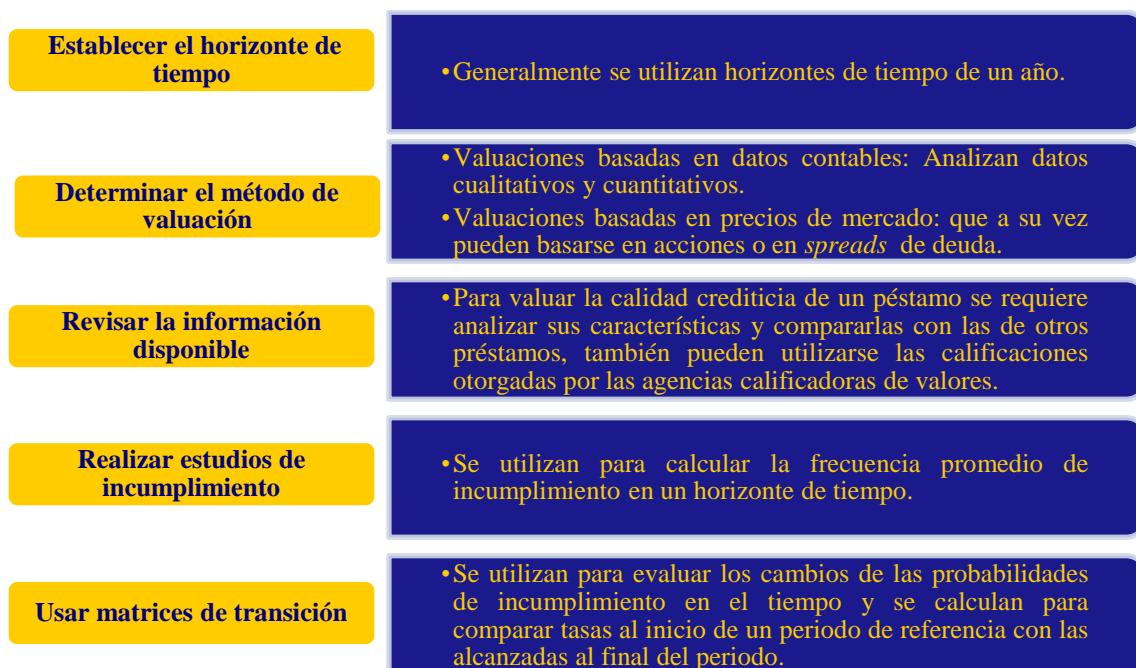 Establecer el horizonte de
tiempo
•Generalmente se utilizan horizontes de tiempo de un año.
Determinar el método de
valuación
•Valuaciones basadas en datos contables: Analizan datos
cualitativos y cuantitativos.
•Valuaciones basadas en precios de mercado: que a su vez
pueden basarse en acciones o en spreads de deuda.
Revisar la información
disponible
•Para valuar la calidad crediticia de un péstamo se requiere
analizar sus características y compararlas con las de otros
préstamos, también pueden utilizarse las calificaciones
otorgadas por las agencias calificadoras de valores.
Realizar estudios de
incumplimiento
•Se utilizan para calcular la frecuencia promedio de
incumplimiento en un horizonte de tiempo.
Usar matrices de transición
•Se utilizan para evaluar los cambios de las probabilidades
de incumplimiento en el tiempo y se calculan para
comparar tasas al inicio de un periodo de referencia con las
alcanzadas al final del periodo.